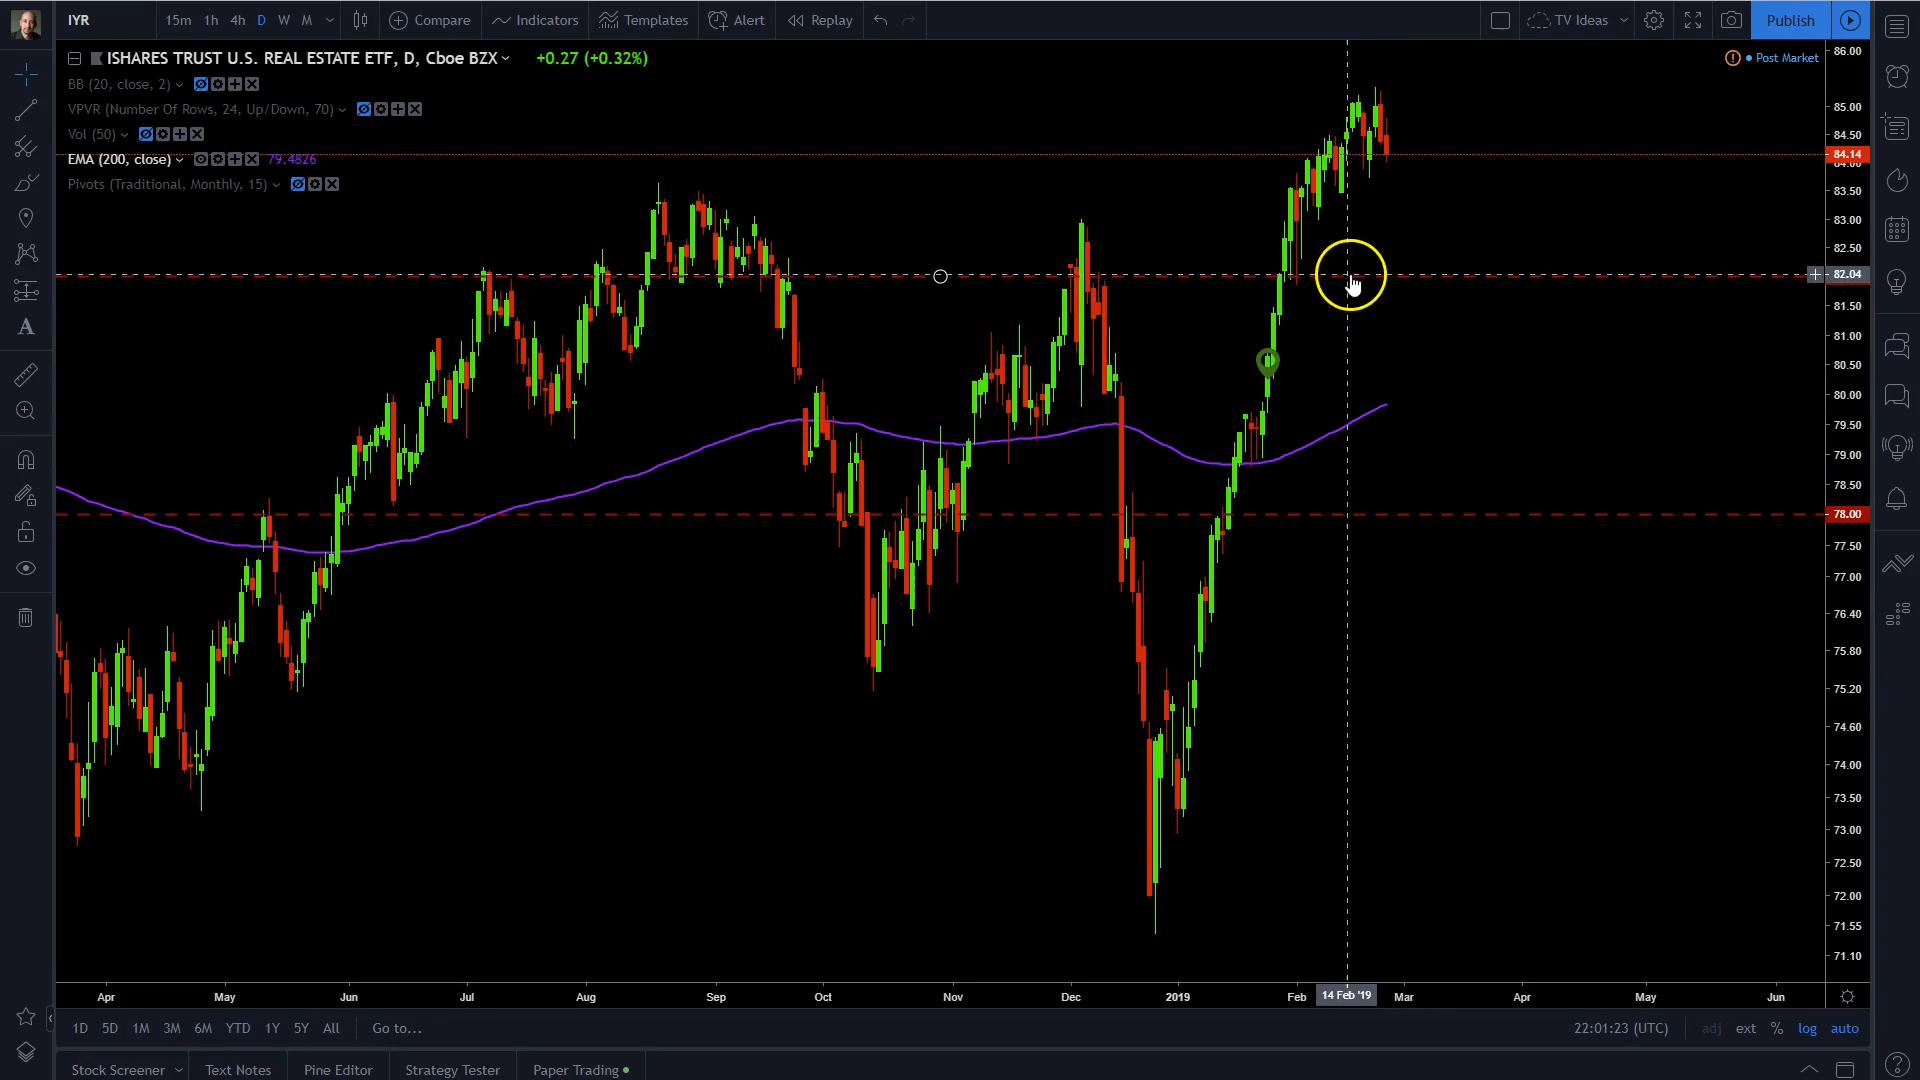 IYR 15m 1h 4h D W M Compare Indicators Templates Alert Replay TV Ideas Publish
ISHARES TRUST U.S. REAL ESTATE ETF, D, Cboe BZX +0.27 (+0.32%)
Post Market
BB (20, close, 2)
VPVR (Number Of Rows, 24, Up/Down, 70)
Vol (50)
EMA (200, close) 79.4826
Pivots (Traditional, Monthly, 15)
86.00
85.00
84.50
84.14
84.00
83.50
83.00
82.50
82.04
81.50
81.00
80.50
80.00
79.50
79.00
78.50
78.00
77.50
77.00
76.40
75.80
75.20
74.60
74.00
73.50
73.00
72.50
72.00
71.55
71.10
Apr May Jun Jul Aug Sep Oct Nov Dec 2019 Feb 14 Feb '19 Mar Apr May Jun
1D 5D 1M 3M 6M YTD 1Y 5Y All Go to... 22:01:23 (UTC) adj ext % log auto
Stock Screener Text Notes Pine Editor Strategy Tester Paper Trading